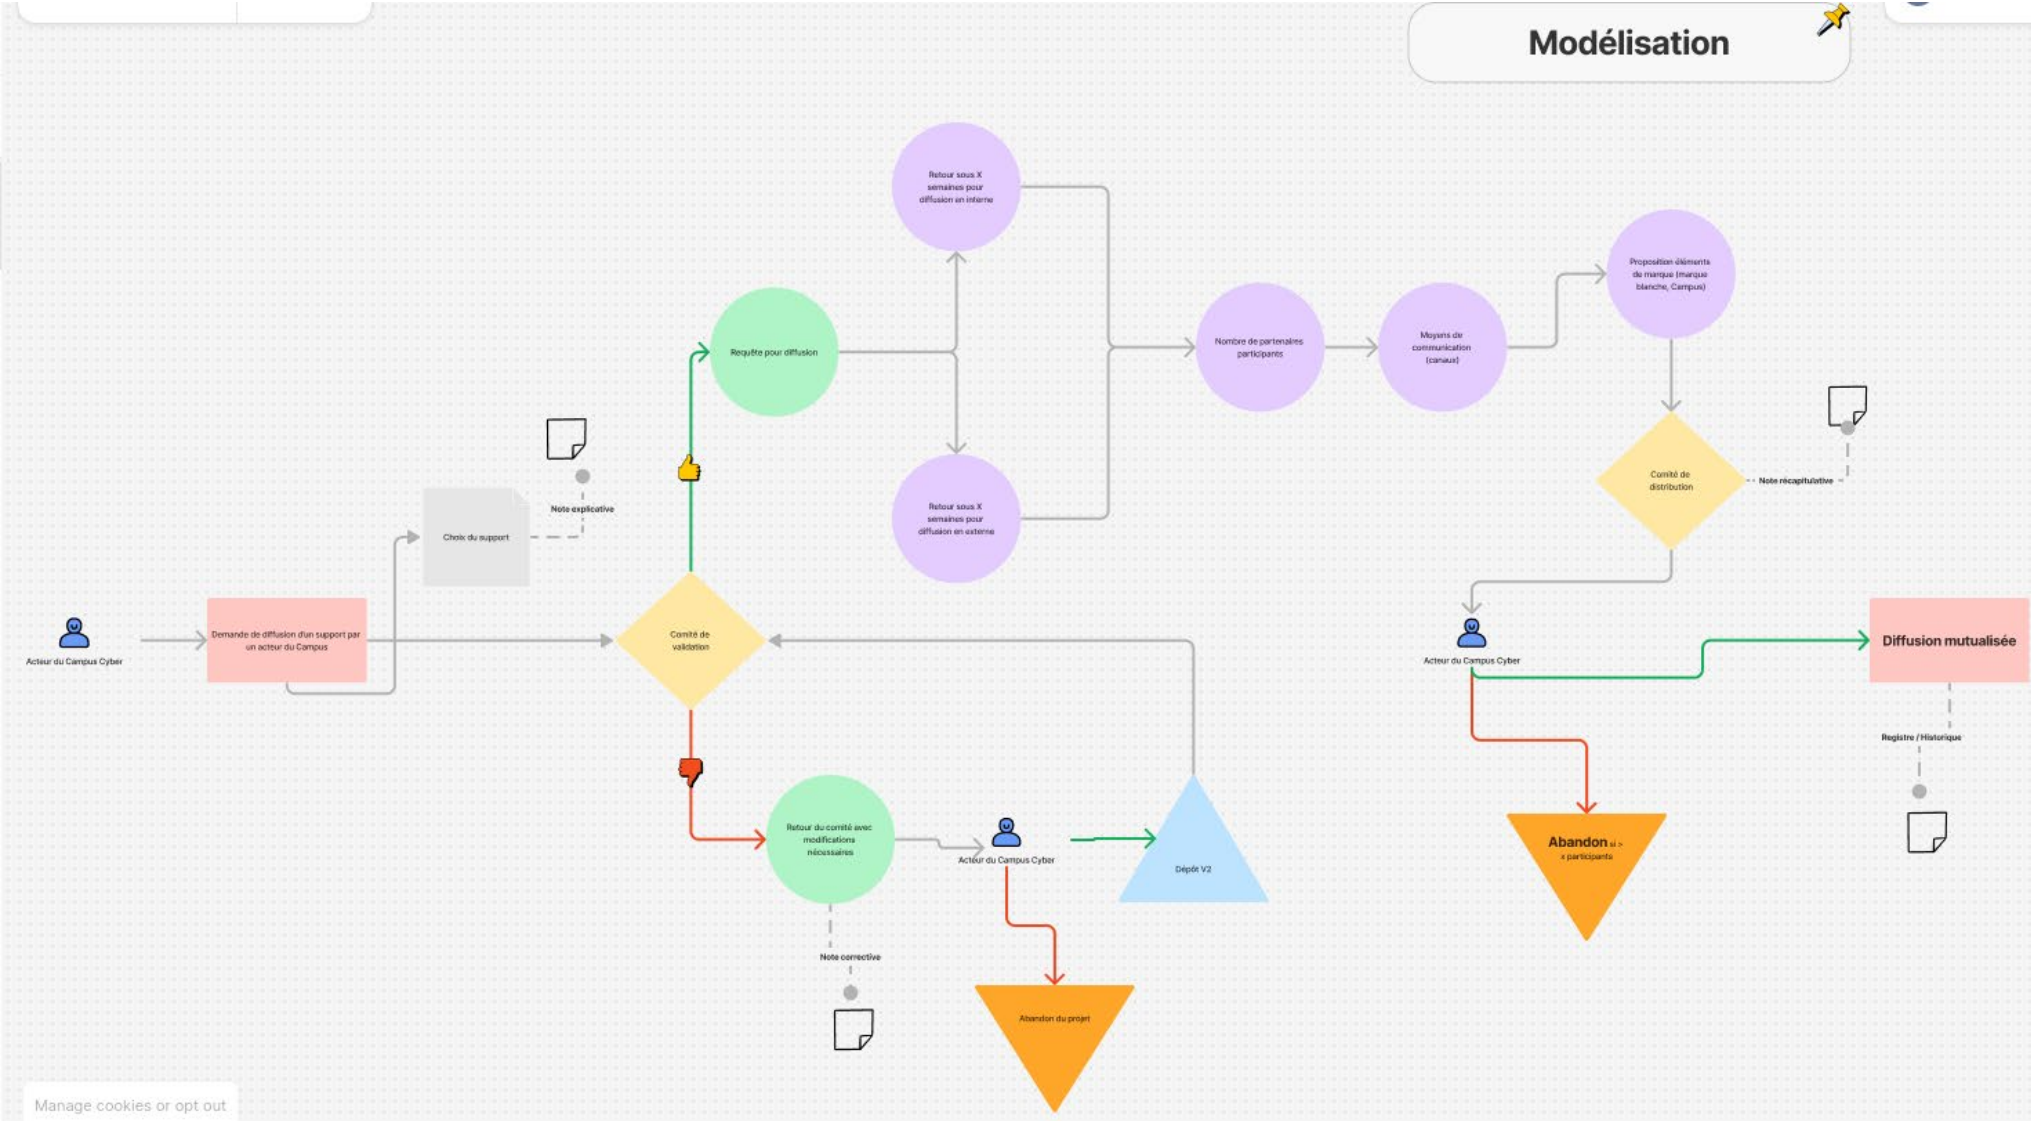 Modélisation
Retour sous X
semaines pour
diffusion en interne
Proposition éléments
de marque (marque
blanche, Campus)
Requête pour diffusion
Nombre de partenaires
participants
Moyens de
communication
(canaux)
Comité de
distribution
Note récapitulative
Note explicative
Choix du support
Retour sous X
semaines pour
diffusion en externe
Acteur du Campus Cyber
Demande de diffusion d'un support par
un acteur du Campus
Comité de
validation
Acteur du Campus Cyber
Diffusion mutualisée
Registre / Historique
Retour du comité avec
modifications
nécessaires
Acteur du Campus Cyber
Dépôt V2
Abandon si >
x participants
Note corrective
Abandon du projet
Manage cookies or opt out